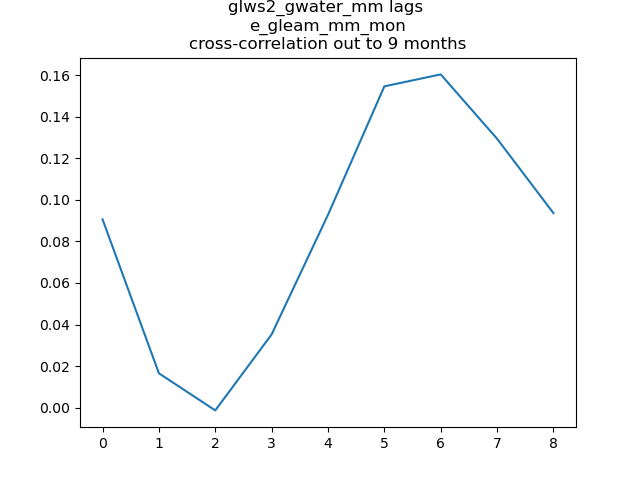 glws2_gwater_mm lags
e_gleam_mm_mon
cross-correlation out to 9 months
0.16
0.14
0.12
0.10
0.08
0.06
0.04
0.02
0.00
0 1 2 3 4 5 6 7 8